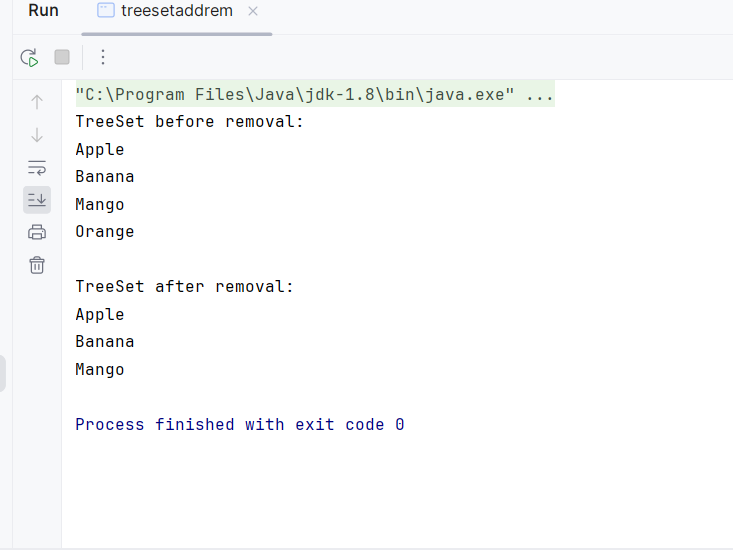 Run treesetaddrem
"C:\Program Files\Java\jdk-1.8\bin\java.exe" ...
TreeSet before removal:
Apple
Banana
Mango
Orange
TreeSet after removal:
Apple
Banana
Mango
Process finished with exit code 0